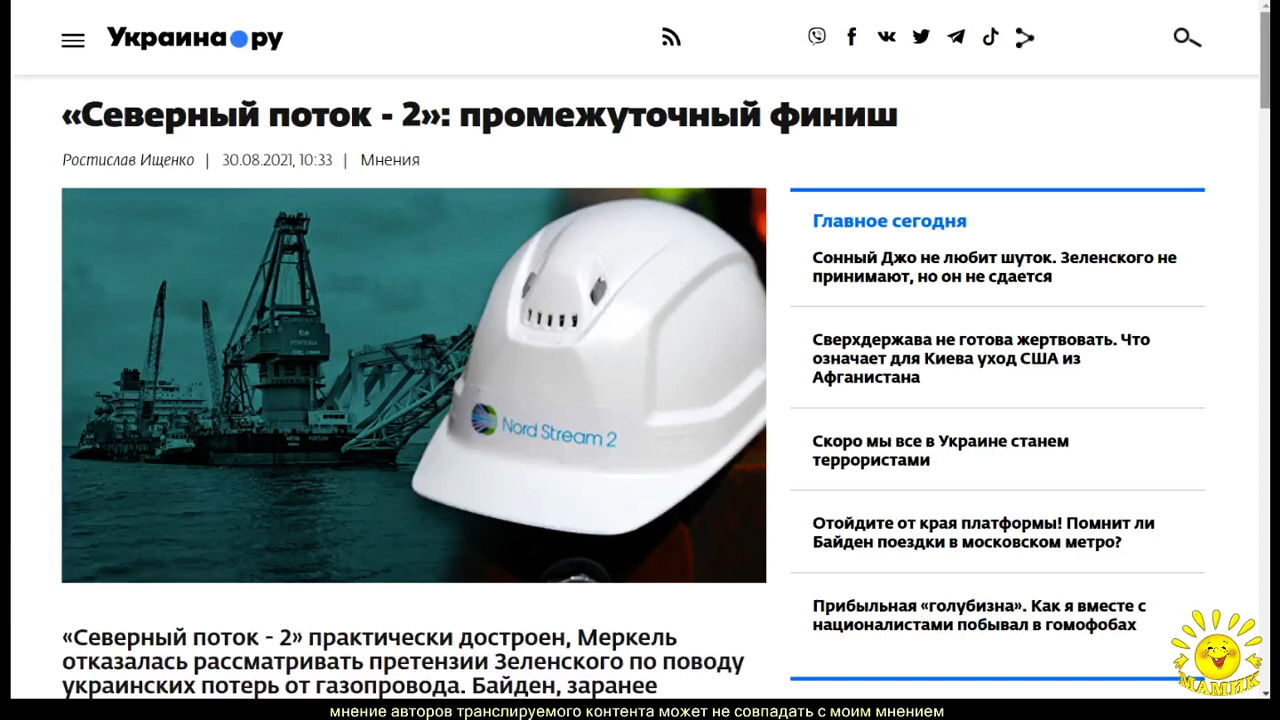 Украина ру
«Северный поток - 2»: промежуточный финиш
Ростислав Ищенко | 30.08.2021, 10:33 | Мнения
Nord Stream 2
Главное сегодня
Сонный Джо не любит шуток. Зеленского не
принимают, но он не сдается
Сверхдержава не готова жертвовать. Что
означает для Киева уход США из
Афганистана
Скоро мы все в Украине станем
террористами
Отойдите от края платформы! Помнит ли
Байден поездки в московском метро?
Прибыльная «голубизна». Как я вместе с
националистами побывал в гомофобах
«Северный поток - 2» практически достроен, Меркель
отказалась рассматривать претензии Зеленского по поводу
украинских потерь от газопровода. Байден, заранее
МАМИК
мнение авторов транслируемого контента может не совпадать с моим мнением